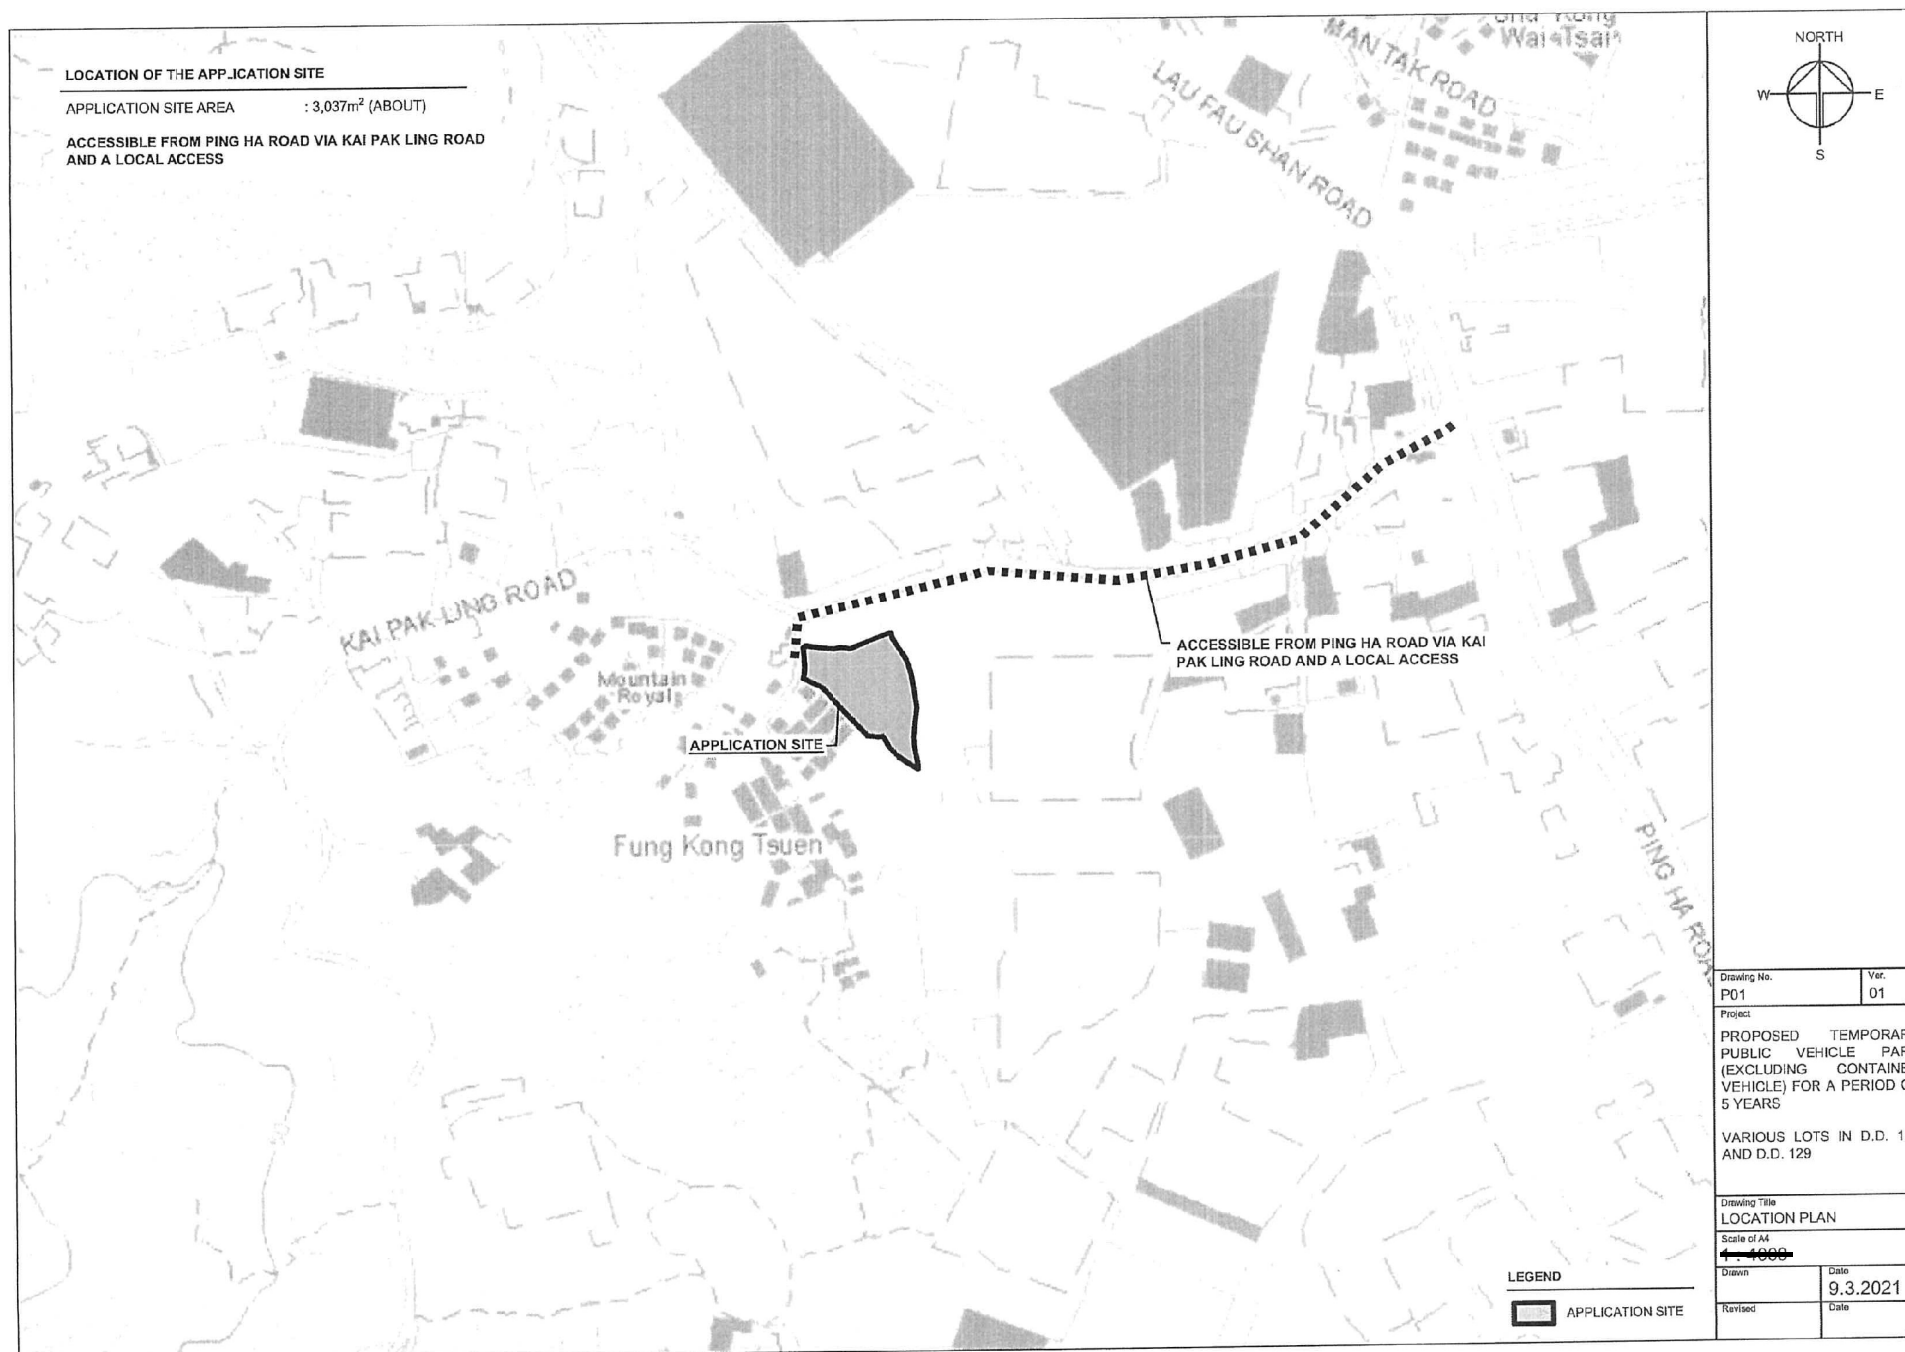 LOCATION OF THE APPLICATION SITE
APPLICATION SITE AREA : 3,037m² (ABOUT)
ACCESSIBLE FROM PING HA ROAD VIA KAI PAK LING ROAD
AND A LOCAL ACCESS
Wai Tsai
MAN TAK ROAD
LAU FAU SHAN ROAD
NORTH
W
E
S
KAI PAK LING ROAD
Mountain
Royal
ACCESSIBLE FROM PING HA ROAD VIA KAI
PAK LING ROAD AND A LOCAL ACCESS
APPLICATION SITE
Fung Kong Tsuen
PING HA ROA
LEGEND
APPLICATION SITE
Drawing No.
P01
Ver.
01
Project
PROPOSED TEMPORAR
PUBLIC VEHICLE PAR
(EXCLUDING CONTAINE
VEHICLE) FOR A PERIOD O
5 YEARS
VARIOUS LOTS IN D.D. 1
AND D.D. 129
Drawing Title
LOCATION PLAN
Scale of A4
Drawn
Date
9.3.2021
Revised
Date